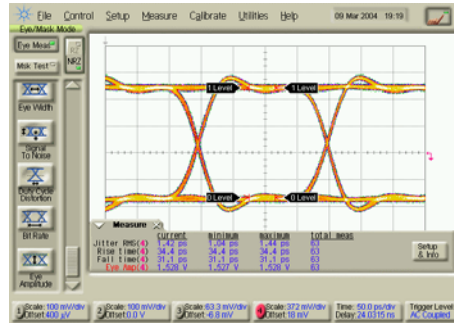 File Control Setup Measure Calibrate Utilities Help 09 Mar 2004 19:19
Eye/Mask Mode
Eye Meas
RZ
NRZ
Msk Test
Eye Width
Signal
To Noise
Duty Cycle
Distortion
Bit Rate
Eye
Amplitude
1 Level 1 Level
0 Level 0 Level
Measure
current minimum maximum total meas
Jitter RMS(4) 1.42 ps 1.04 ps 1.44 ps 63
Rise time(4) 34.4 ps 34.4 ps 34.4 ps 63
Fall time(4) 31.1 ps 31.1 ps 31.1 ps 63
Eye Amp(4) 1.528 V 1.527 V 1.528 V 63
Setup
& Info
1 Scale: 100 mV/div
Offset:400 µV
2 Scale: 100 mV/div
Offset:0.0 V
3 Scale:63.3 mV/div
Offset:-6.8 mV
4 Scale:372 mV/div
Offset:18 mV
Time: 50.0 ps/div
Delay:24.0315 ns
Trigger Level
AC Coupled